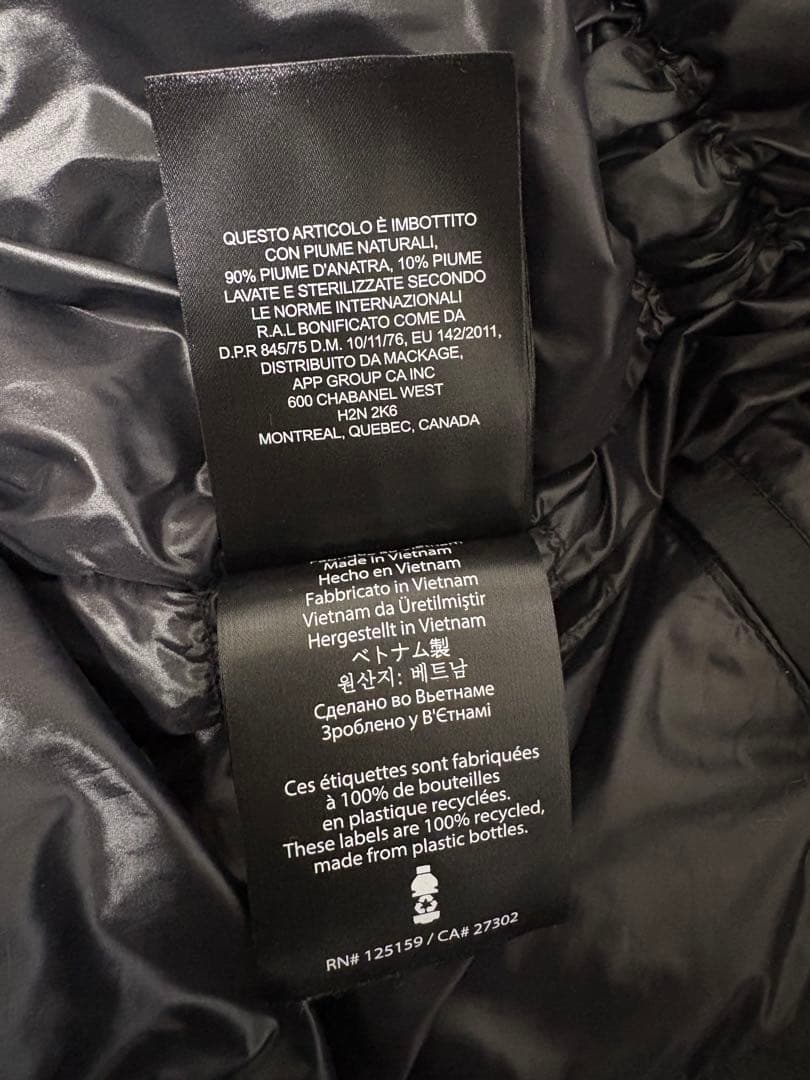 QUESTO ARTICOLO È IMBOTTITO
CON PIUME NATURALI,
90% PIUME D'ANATRA, 10% PIUME
LAVATE E STERILIZZATE SECONDO
LE NORME INTERNAZIONALI
R.A.L BONIFICATO COME DA
D.P.R 845/75 D.M. 10/11/76, EU 142/2011,
DISTRIBUITO DA MACKAGE,
APP GROUP CA INC
600 CHABANEL WEST
H2N 2K6
MONTREAL, QUEBEC, CANADA
Made in Vietnam
Hecho en Vietnam
Fabbricato in Vietnam
Vietnam da Üretilmiştir
Hergestellt in Vietnam
ベトナム製
원산지: 베트남
Сделано во Вьетнаме
Зроблено у В'Єтнамі
Ces étiquettes sont fabriquées
à 100% de bouteilles
en plastique recyclées.
These labels are 100% recycled,
made from plastic bottles.
RN# 125159 / CA# 27302